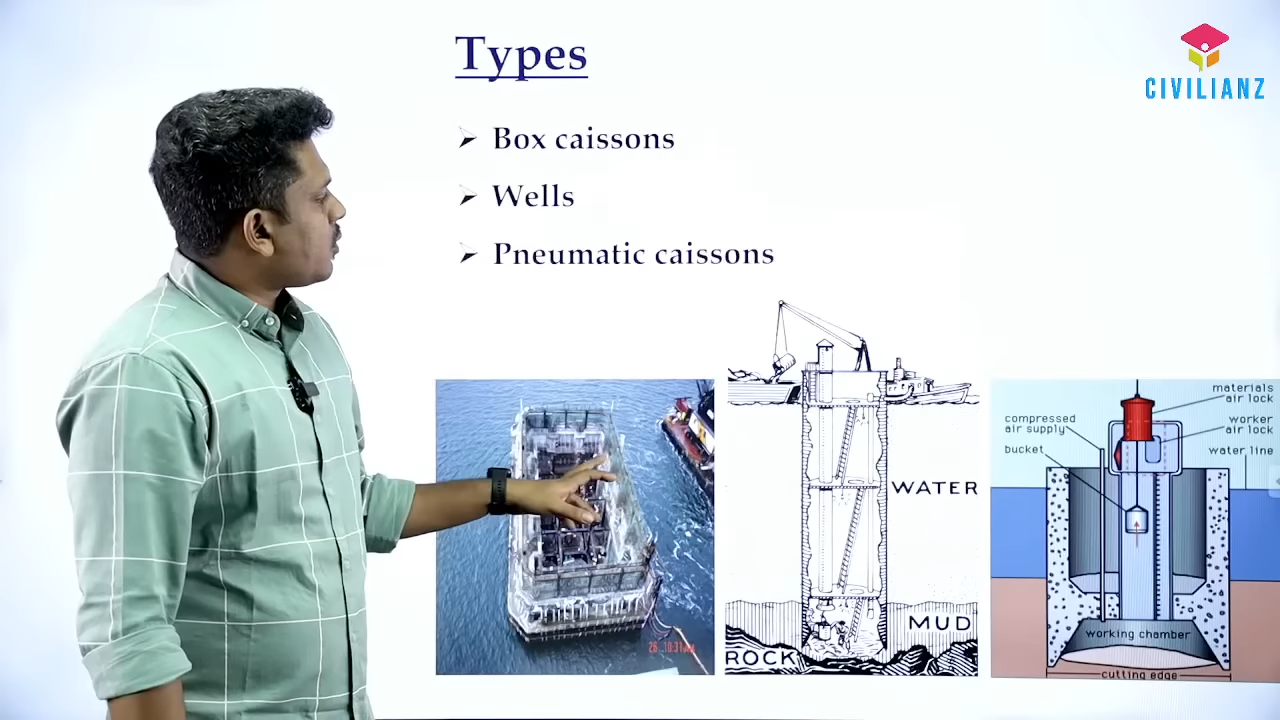 Types
CIVILIANZ
Box caissons
Wells
Pneumatic caissons
materials
air lock
compressed
air supply
worker
air lock
bucket
water line
WATER
MUD
ROCK
working chamber
cutting edge